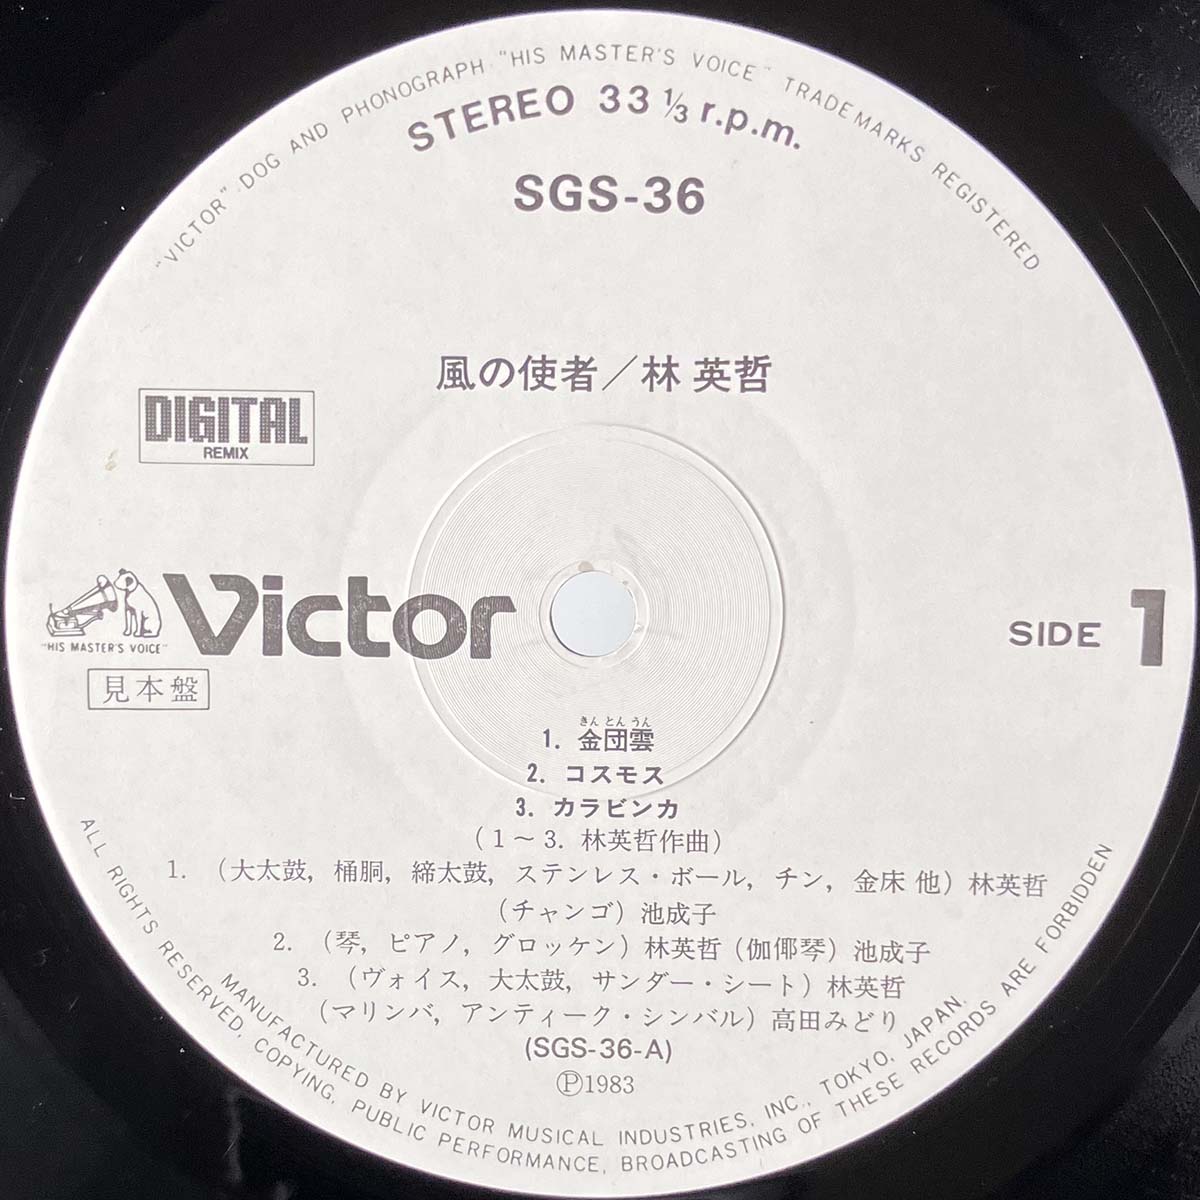 "VICTOR" DOG AND PHONOGRAPH "HIS MASTER'S VOICE" TRADEMARKS REGISTERED
STEREO 33 ⅓ r.p.m.
SGS-36
風の使者／林 英哲
DIGITAL
REMIX
Victor
"HIS MASTER'S VOICE"
見本盤
SIDE 1
きん とん うん
1. 金団雲
2. コスモス
3. カラビンカ
(1～3. 林英哲作曲)
1. (大太鼓, 桶胴, 締太鼓, ステンレス・ボール, チン, 金床 他) 林英哲
(チャンゴ) 池成子
2. (琴, ピアノ, グロッケン) 林英哲 (伽倻琴) 池成子
3. (ヴォイス, 大太鼓, サンダー・シート) 林英哲
(マリンバ, アンティーク・シンバル) 高田みどり
(SGS-36-A)
Ⓟ1983
MANUFACTURED BY VICTOR MUSICAL INDUSTRIES, INC., TOKYO, JAPAN.
ALL RIGHTS RESERVED, COPYING, PUBLIC PERFORMANCE, BROADCASTING OF THESE RECORDS ARE FORBIDDEN